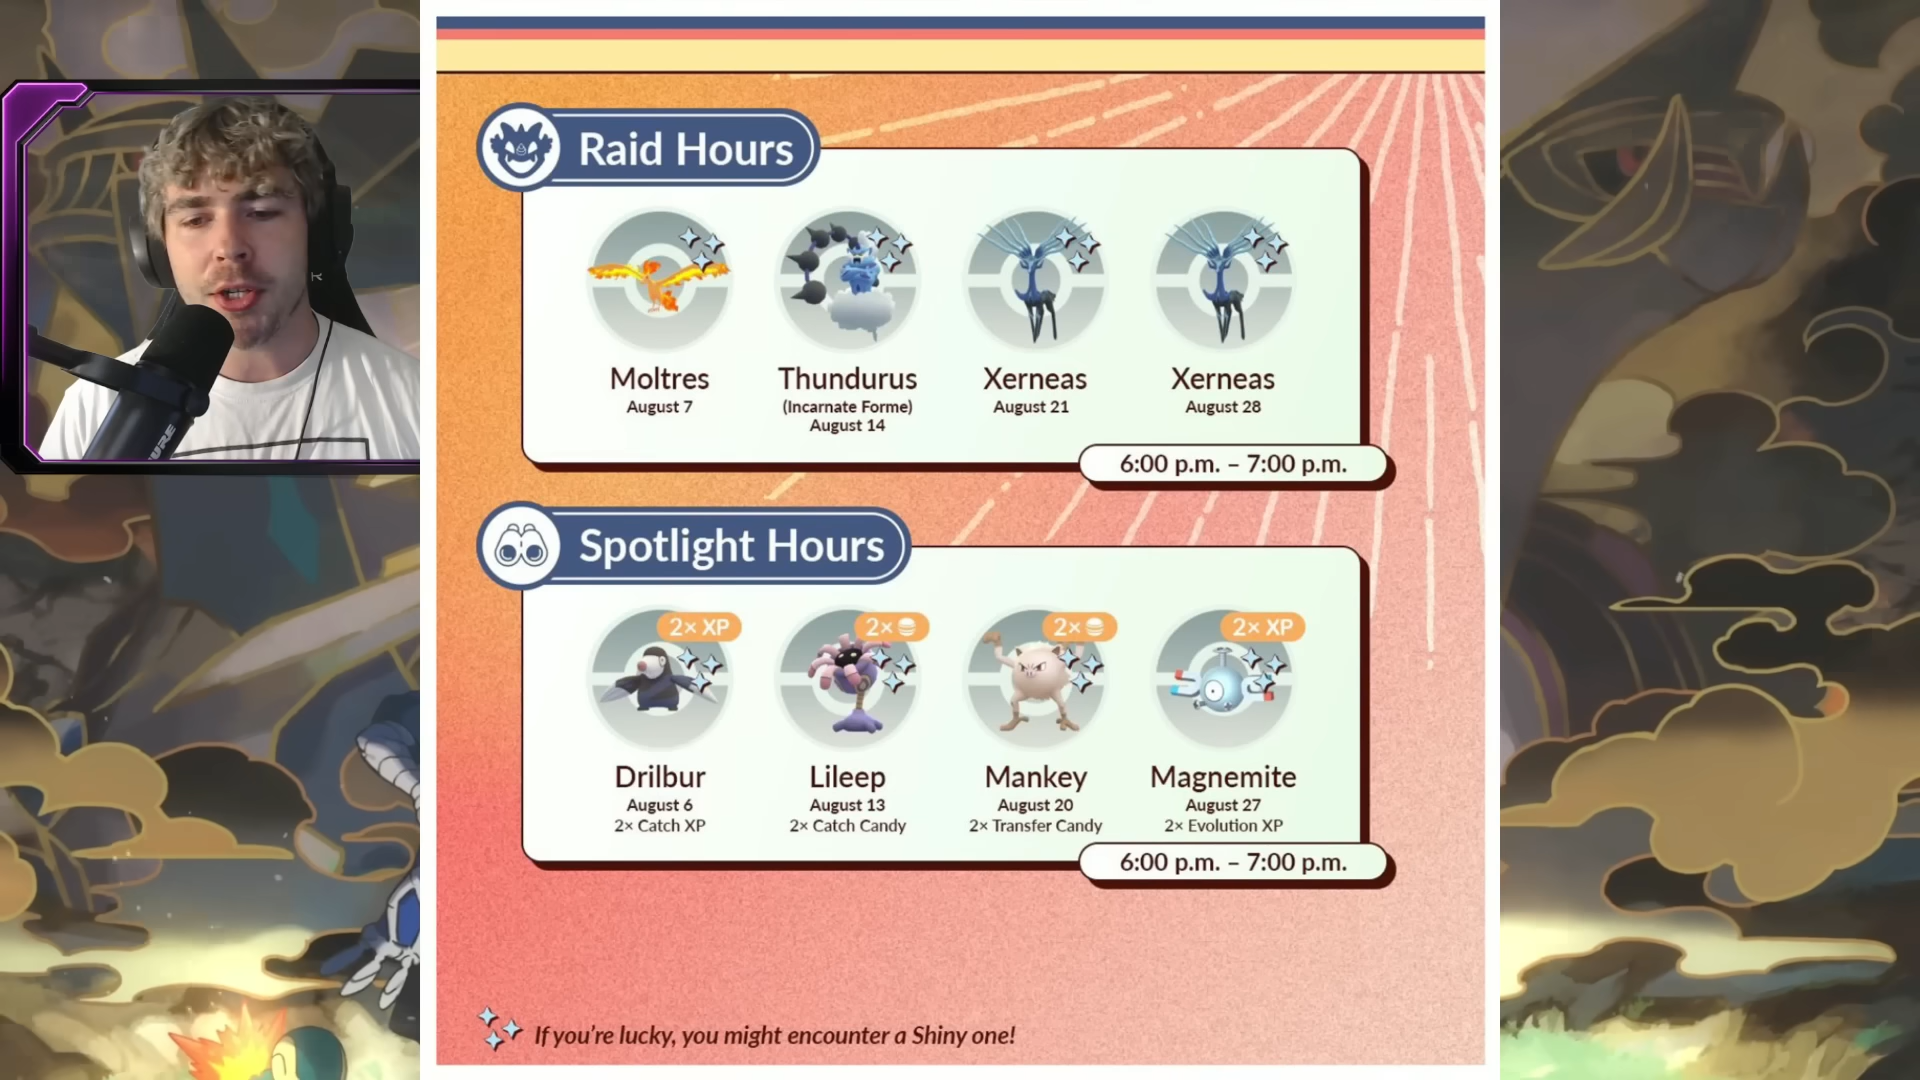 Raid Hours
Moltres
August 7
Thundurus
(Incarnate Forme)
August 14
Xerneas
August 21
Xerneas
August 28
6:00 p.m. – 7:00 p.m.
Spotlight Hours
2× XP
2×
2×
2× XP
Drilbur
August 6
2× Catch XP
Lileep
August 13
2× Catch Candy
Mankey
August 20
2× Transfer Candy
Magnemite
August 27
2× Evolution XP
6:00 p.m. – 7:00 p.m.
If you're lucky, you might encounter a Shiny one!